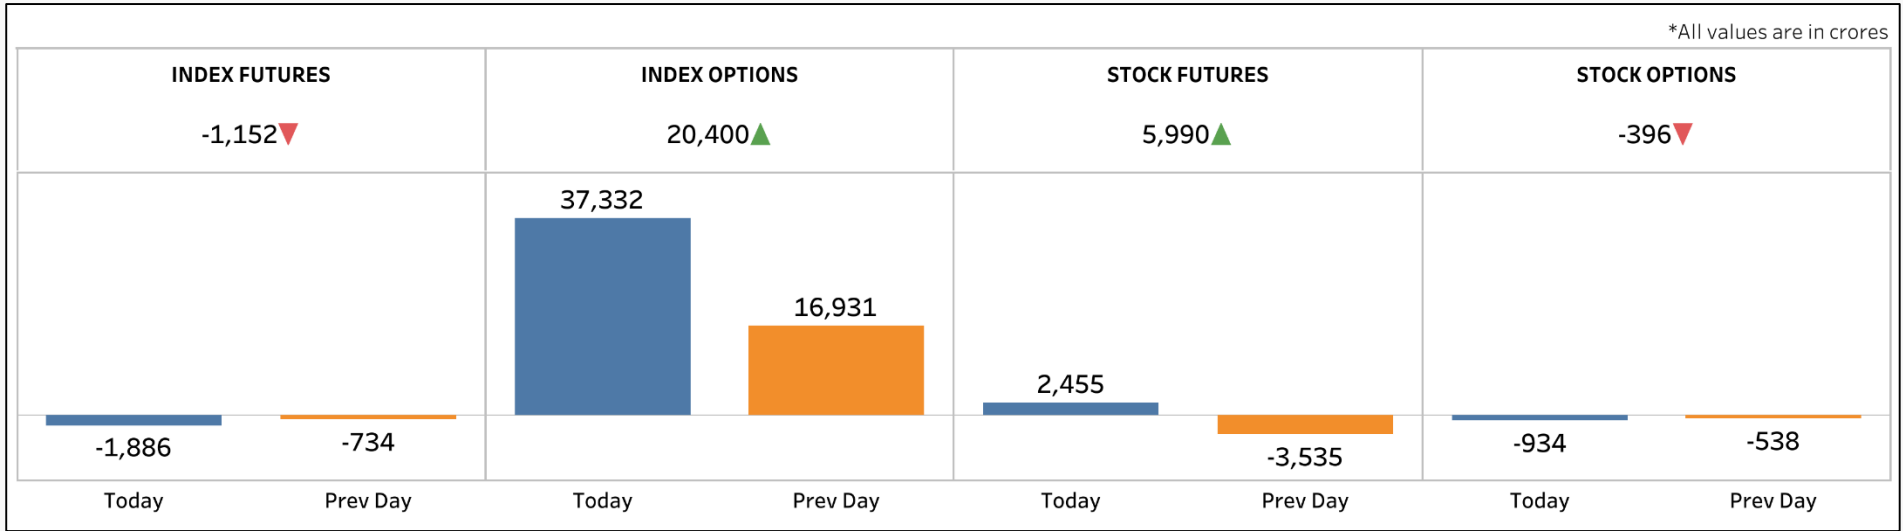 *All values are in crores
INDEX FUTURES
INDEX OPTIONS
STOCK FUTURES
STOCK OPTIONS
-1,152▼
20,400▲
5,990▲
-396▼
37,332
16,931
2,455
-1,886
-734
-3,535
-934
-538
Today
Prev Day
Today
Prev Day
Today
Prev Day
Today
Prev Day